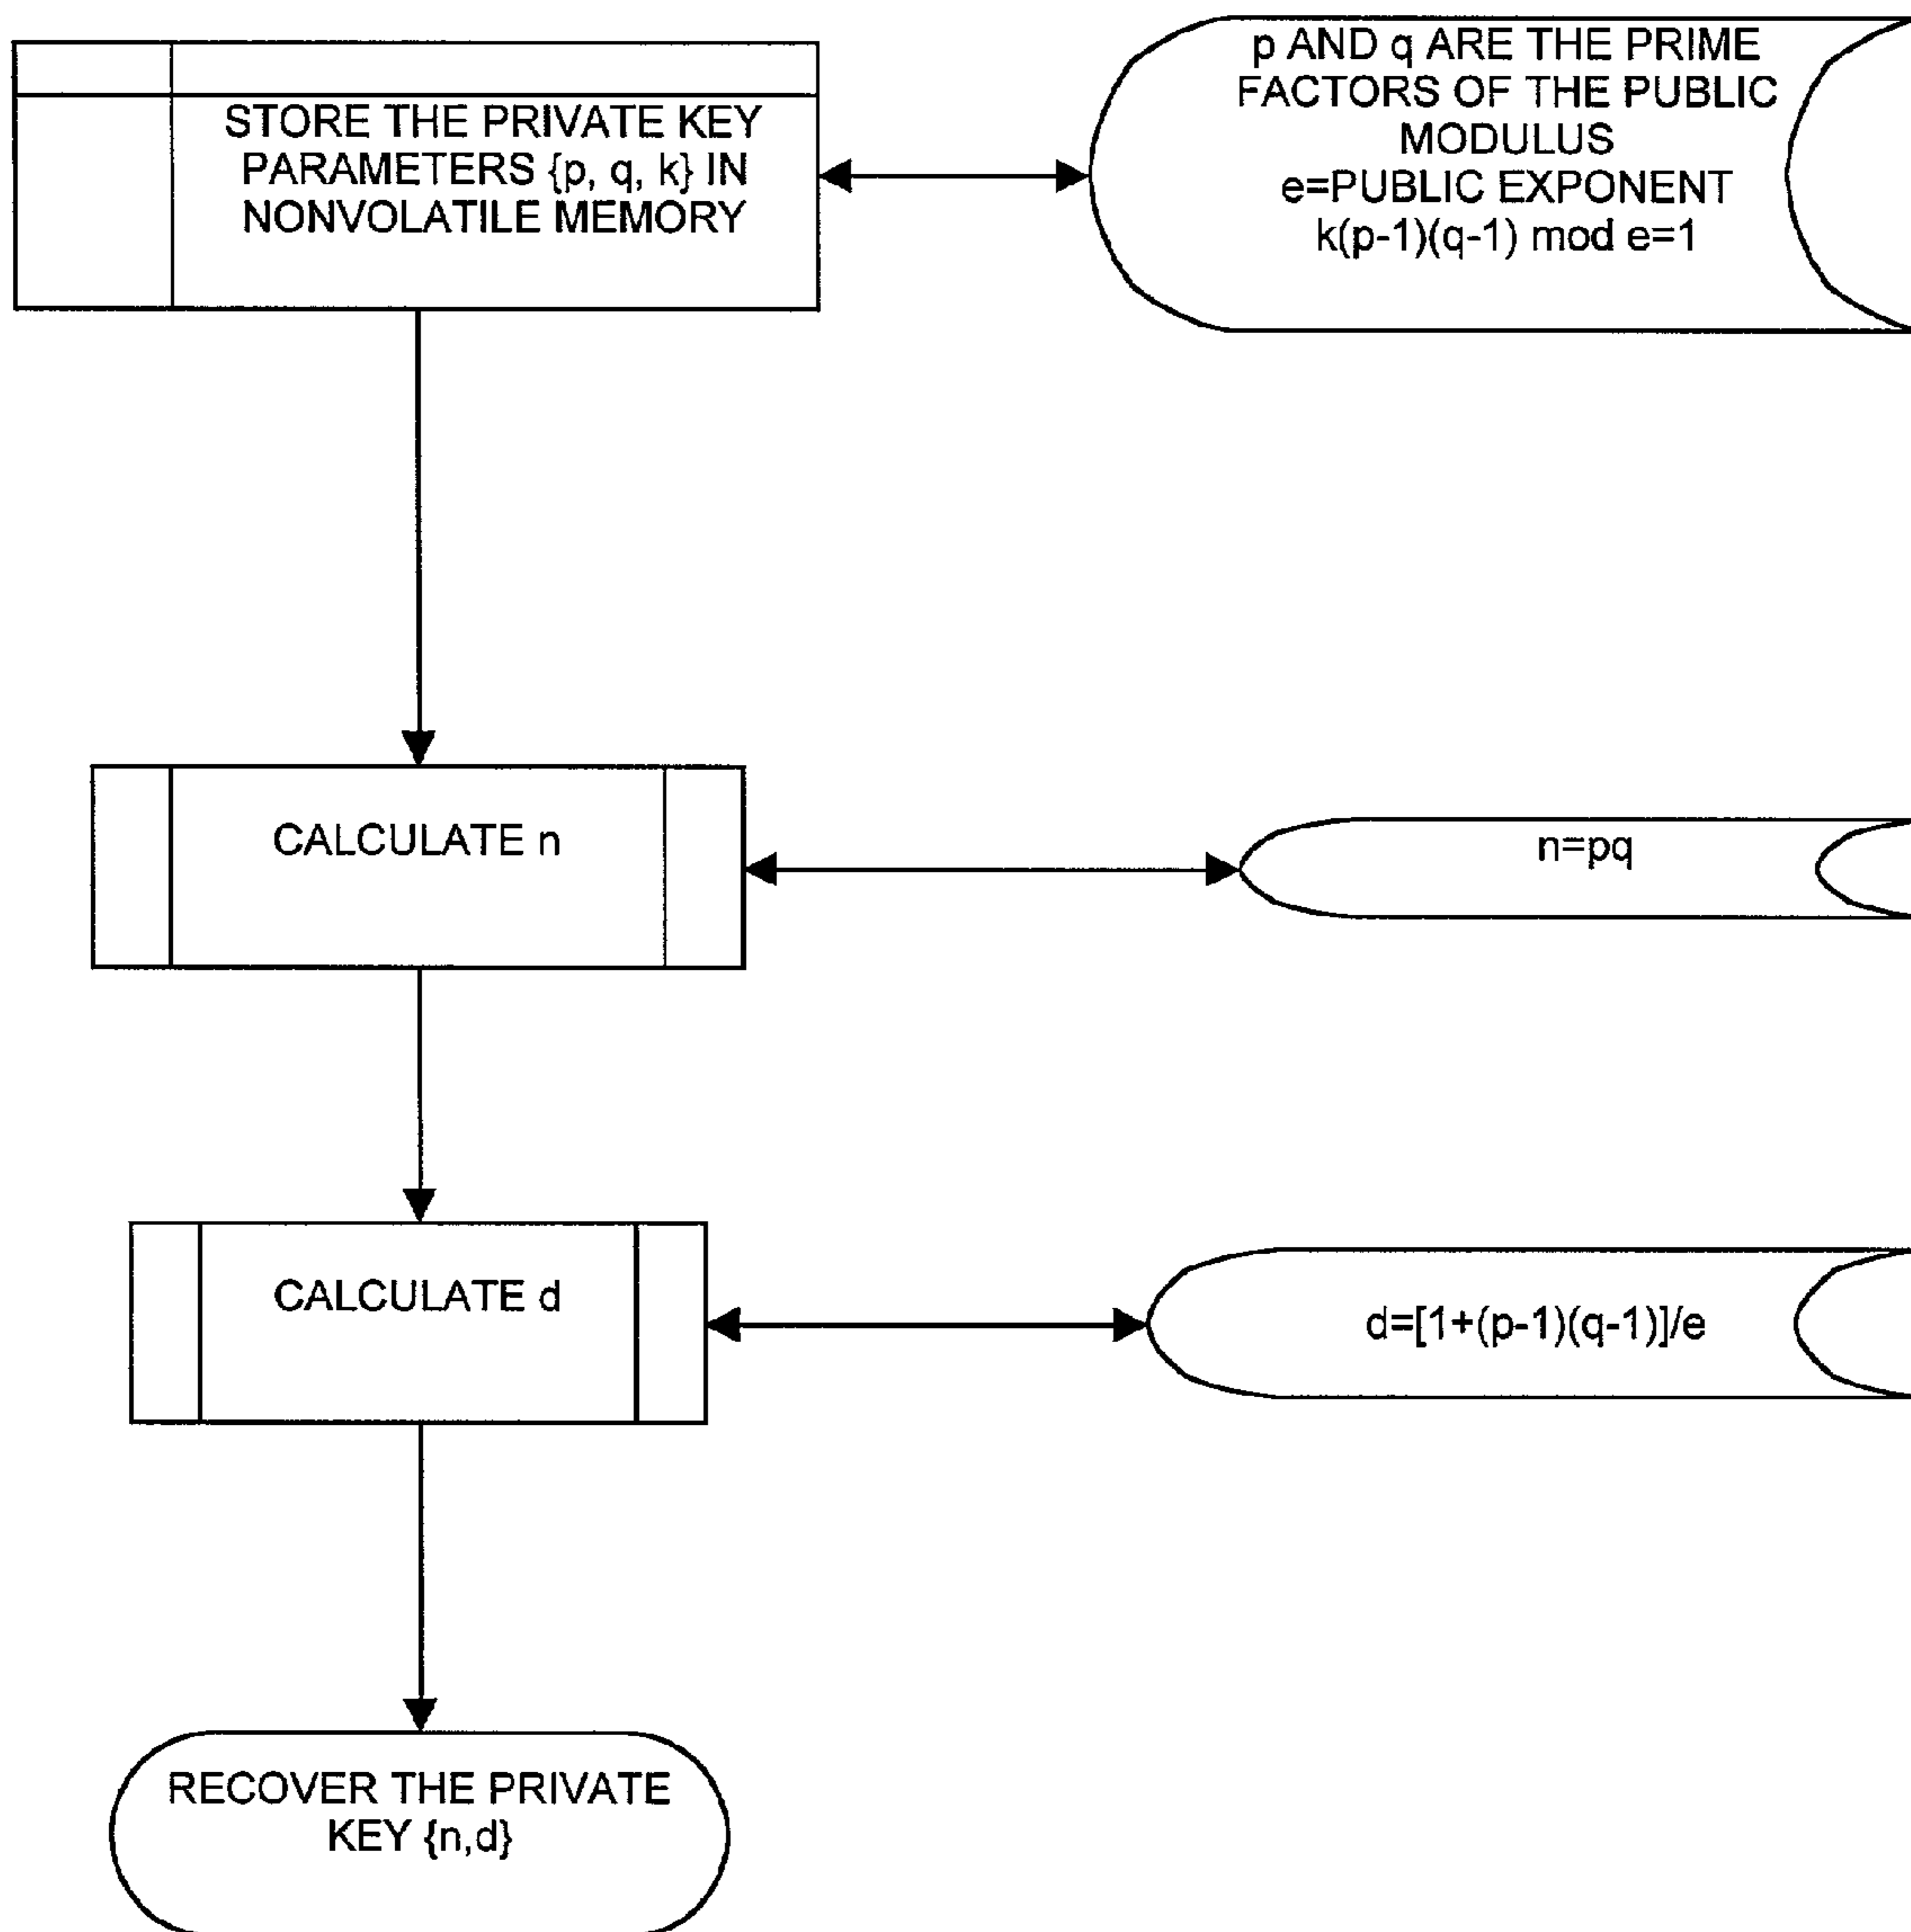 STORE THE PRIVATE KEY
PARAMETERS {p, q, k} IN
NONVOLATILE MEMORY
p AND q ARE THE PRIME
FACTORS OF THE PUBLIC
MODULUS
e=PUBLIC EXPONENT
k(p-1)(q-1) mod e=1
CALCULATE n
n=pq
CALCULATE d
d=[1+(p-1)(q-1)]/e
RECOVER THE PRIVATE
KEY {n,d}